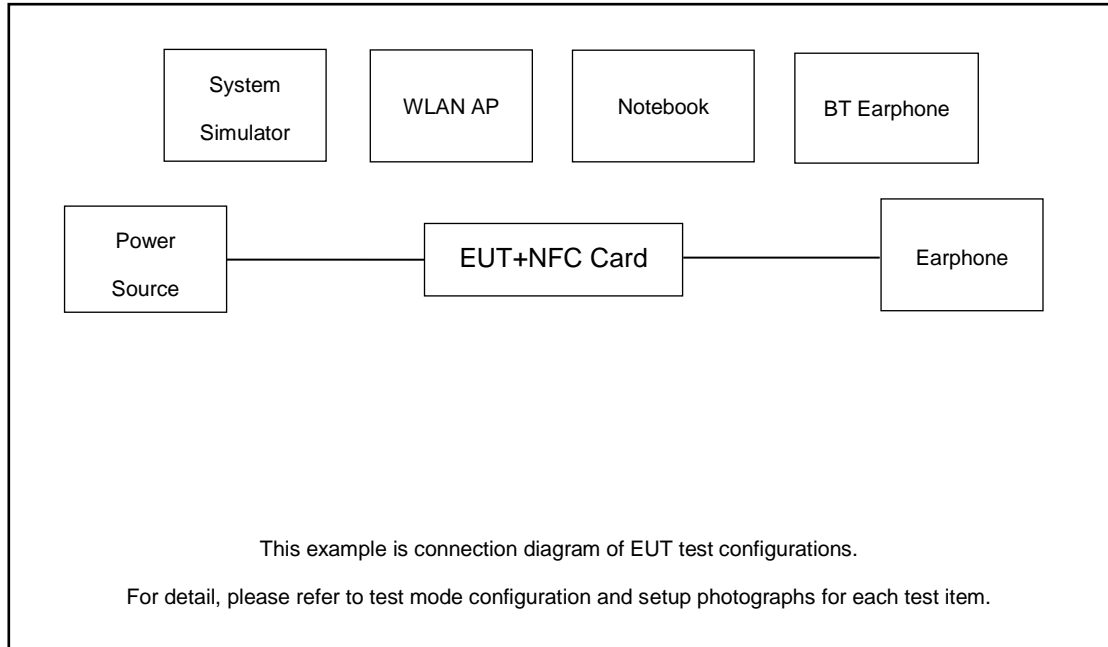 System
Simulator
WLAN AP
Notebook
BT Earphone
Power
Source
EUT+NFC Card
Earphone
This example is connection diagram of EUT test configurations.
For detail, please refer to test mode configuration and setup photographs for each test item.